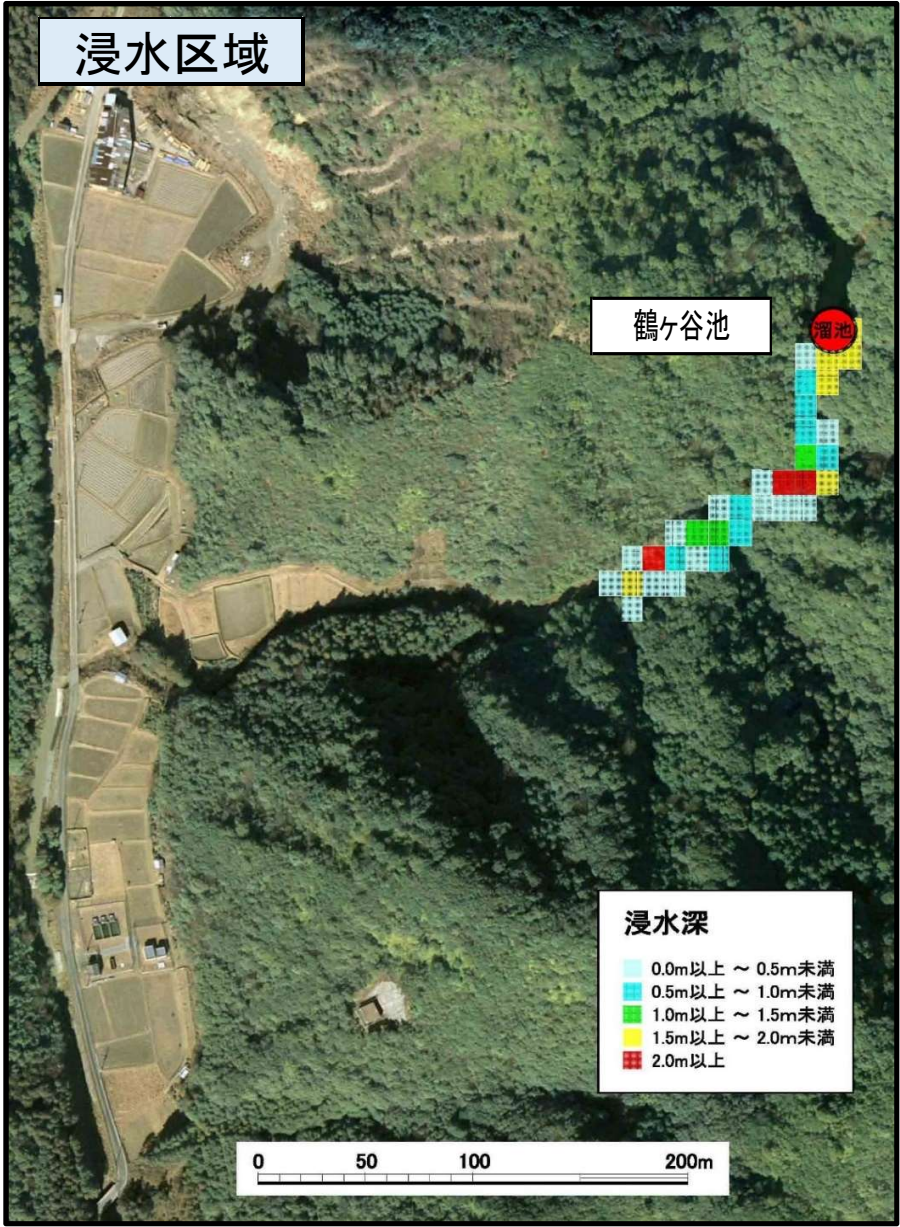 浸水区域
鶴ヶ谷池
溜池
浸水深
0.0m以上 ～ 0.5m未満
0.5m以上 ～ 1.0m未満
1.0m以上 ～ 1.5m未満
1.5m以上 ～ 2.0m未満
2.0m以上
0 50 100 200m